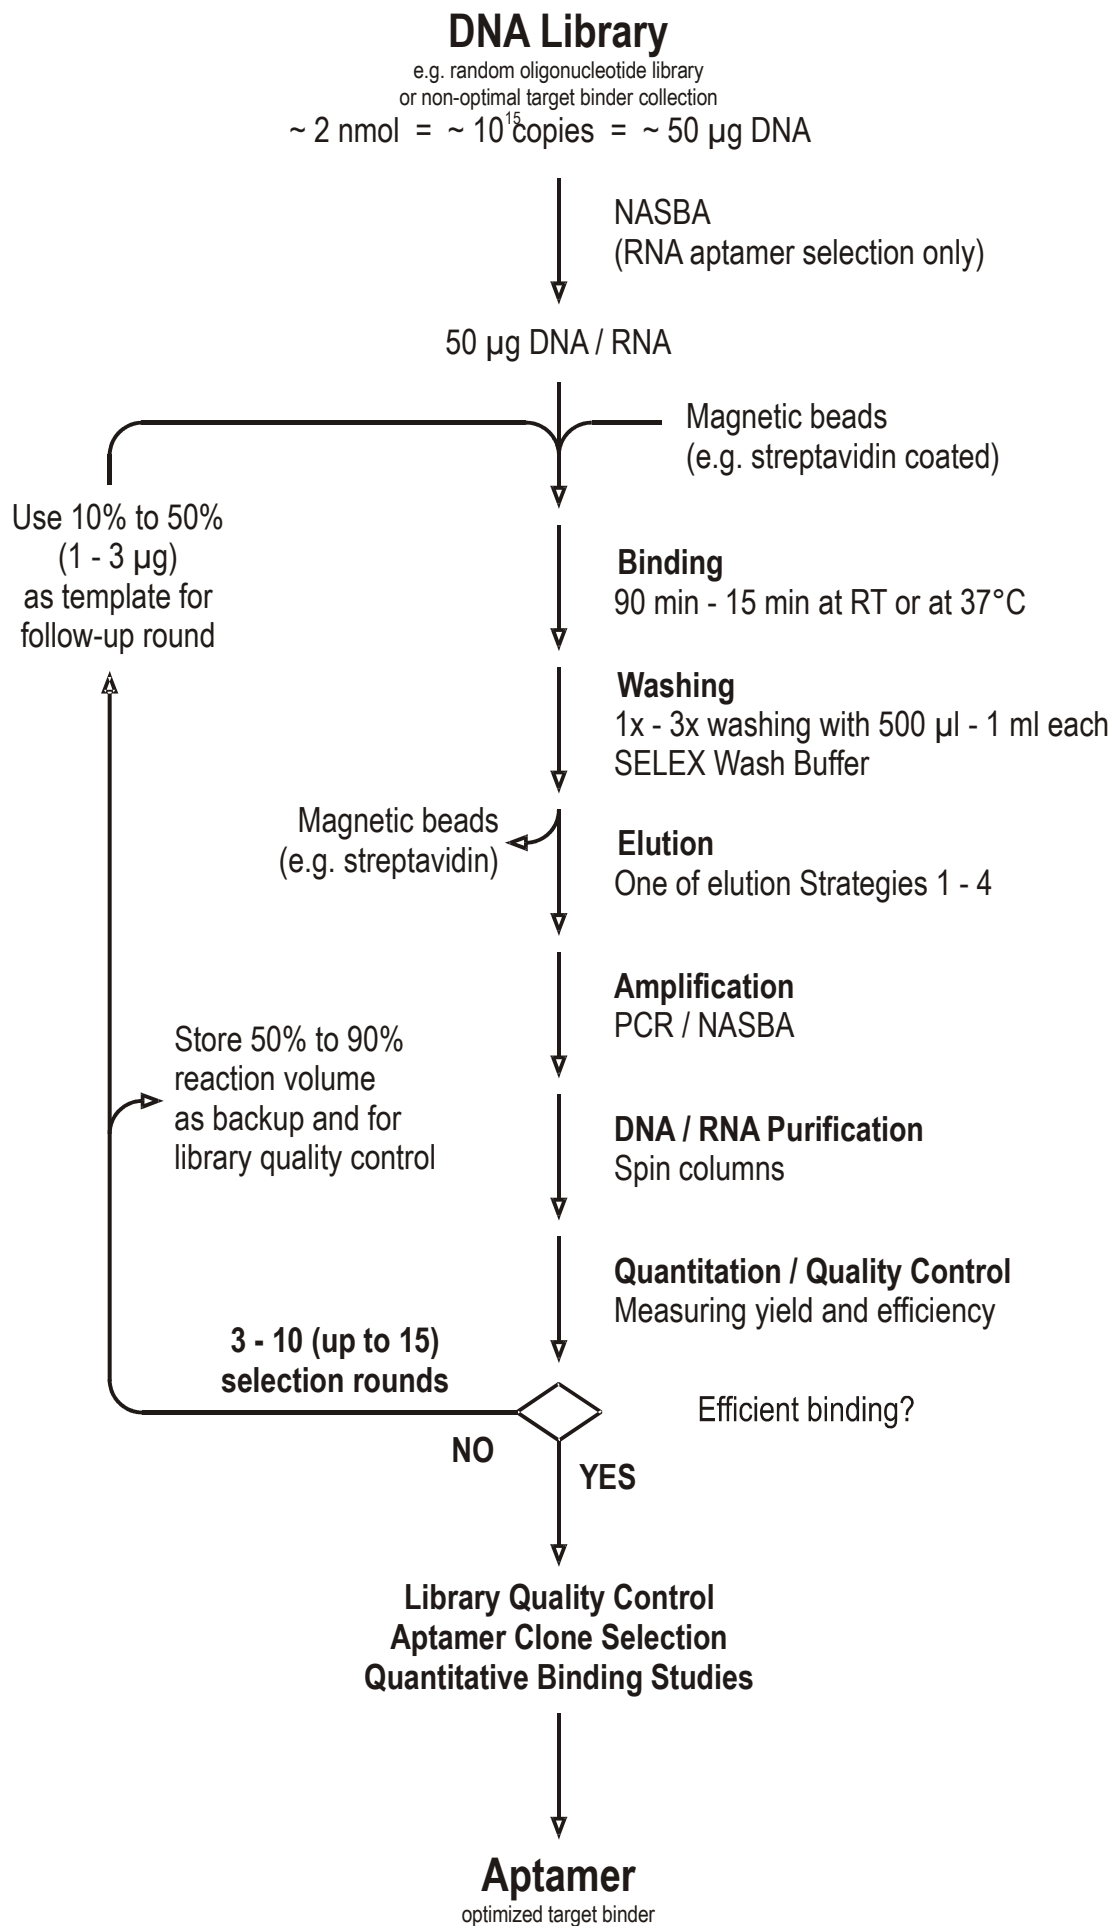 DNA Library
e.g. random oligonucleotide library
or non-optimal target binder collection
~ 2 nmol = ~ 10¹⁵copies = ~ 50 µg DNA
NASBA
(RNA aptamer selection only)
50 µg DNA / RNA
Magnetic beads
(e.g. streptavidin coated)
Use 10% to 50%
(1 - 3 µg)
as template for
follow-up round
Binding
90 min - 15 min at RT or at 37°C
Washing
1x - 3x washing with 500 µl - 1 ml each
SELEX Wash Buffer
Magnetic beads
(e.g. streptavidin)
Elution
One of elution Strategies 1 - 4
Amplification
PCR / NASBA
Store 50% to 90%
reaction volume
as backup and for
library quality control
DNA / RNA Purification
Spin columns
Quantitation / Quality Control
Measuring yield and efficiency
3 - 10 (up to 15)
selection rounds
Efficient binding?
NO
YES
Library Quality Control
Aptamer Clone Selection
Quantitative Binding Studies
Aptamer
optimized target binder